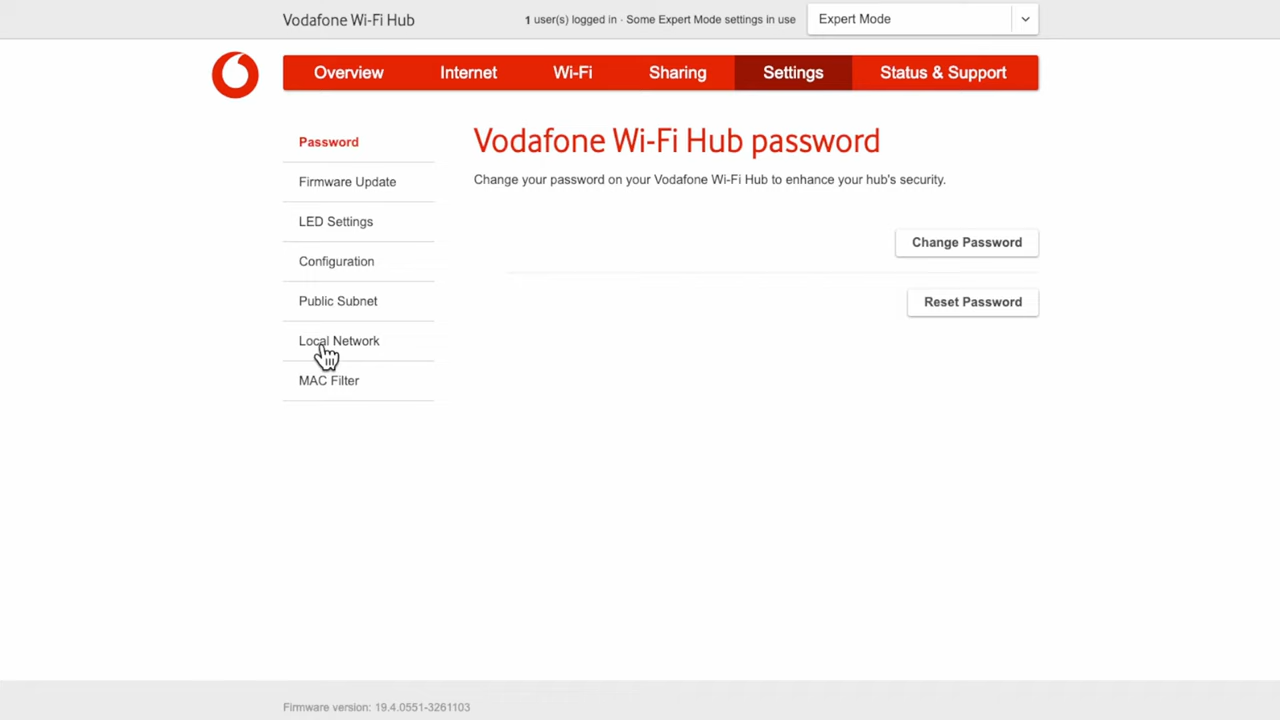 Vodafone Wi-Fi Hub
1 user(s) logged in · Some Expert Mode settings in use
Expert Mode
Overview
Internet
Wi-Fi
Sharing
Settings
Status & Support
Password
Firmware Update
LED Settings
Configuration
Public Subnet
Local Network
MAC Filter
Vodafone Wi-Fi Hub password
Change your password on your Vodafone Wi-Fi Hub to enhance your hub's security.
Change Password
Reset Password
Firmware version: 19.4.0551-3261103